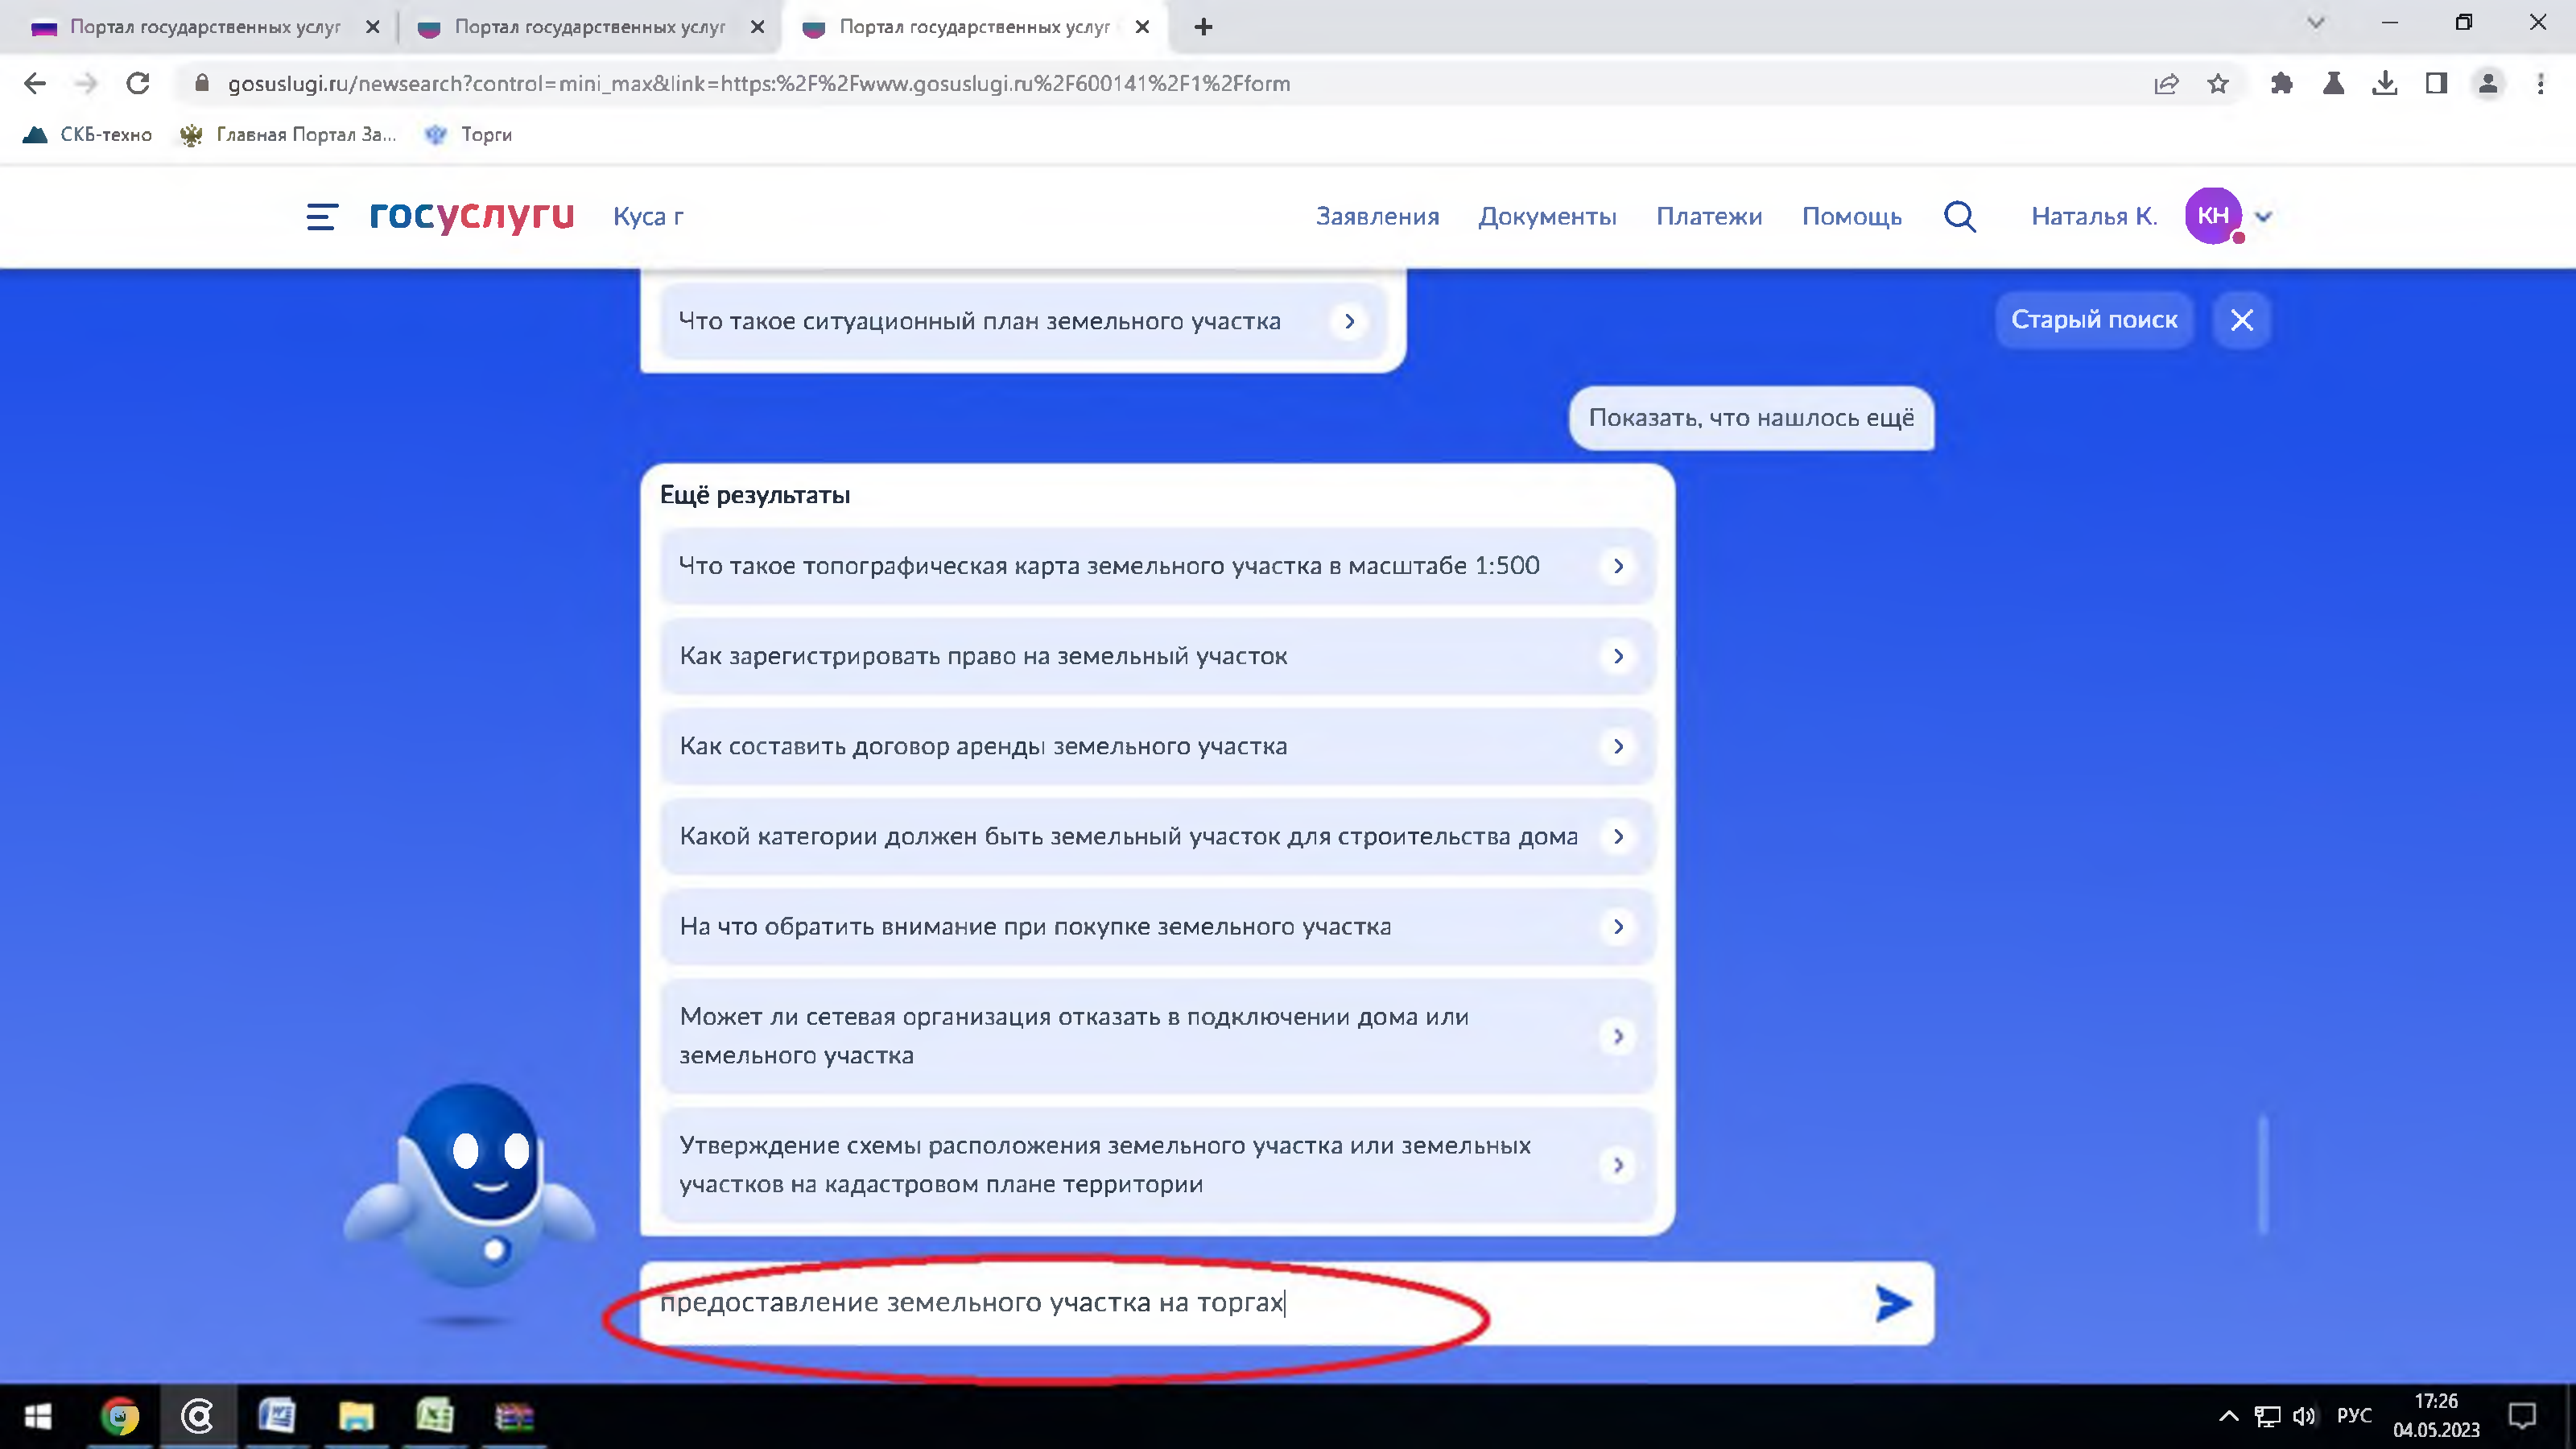 Портал государственных услуг
Портал государственных услуг
Портал государственных услуг
gosuslugi.ru/newsearch?control=mini_max&link=https:%2F%2Fwww.gosuslugi.ru%2F600141%2F1%2Fform
СКБ-техно Главная Портал За... Торги
госуслуги Куса г Заявления Документы Платежи Помощь Наталья К. КН
Что такое ситуационный план земельного участка
Старый поиск
Показать, что нашлось ещё
Ещё результаты
Что такое топографическая карта земельного участка в масштабе 1:500
Как зарегистрировать право на земельный участок
Как составить договор аренды земельного участка
Какой категории должен быть земельный участок для строительства дома
На что обратить внимание при покупке земельного участка
Может ли сетевая организация отказать в подключении дома или
земельного участка
Утверждение схемы расположения земельного участка или земельных
участков на кадастровом плане территории
предоставление земельного участка на торгах
РУС
17:26
04.05.2023